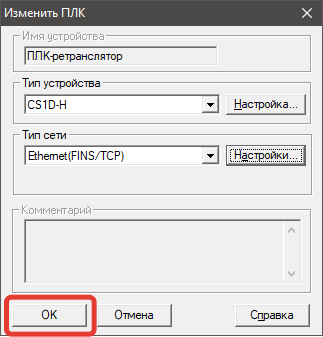 Изменить ПЛК
Имя устройства
ПЛК-ретранслятор
Тип устройства
CS1D-H
Настройка...
Тип сети
Ethernet(FINS/TCP)
Настройки...
Комментарий
OK
Отмена
Справка